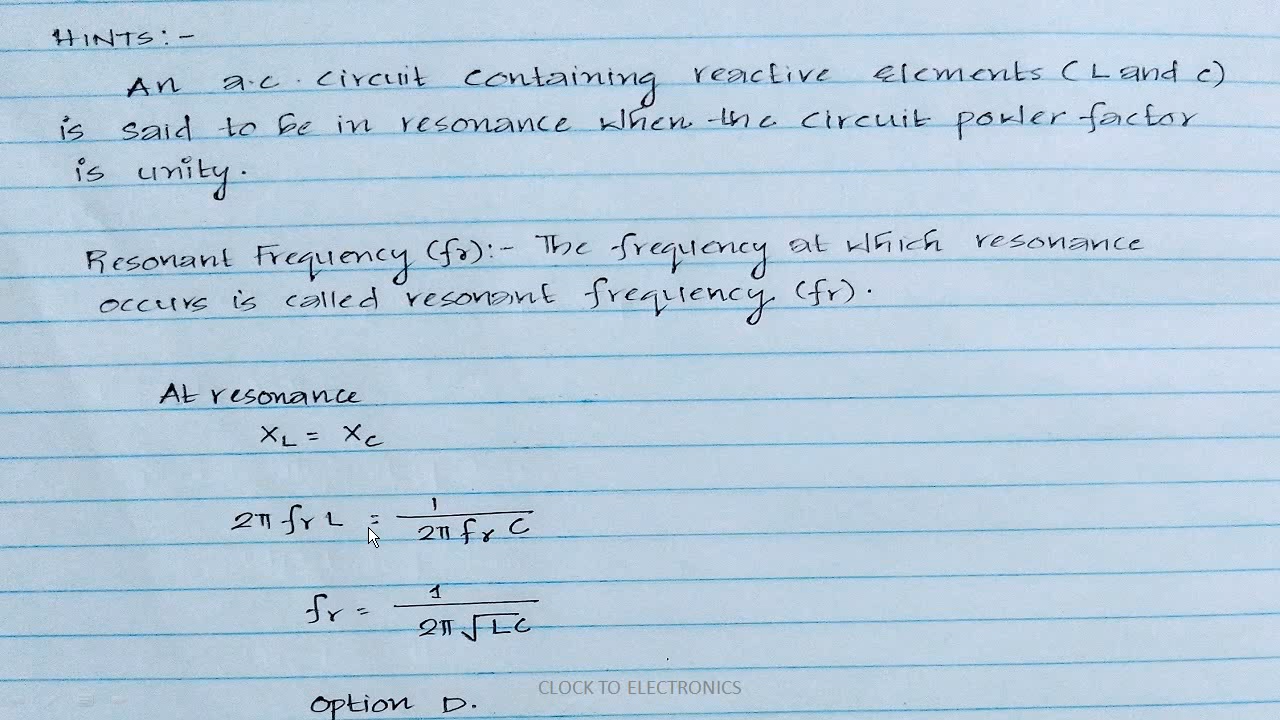 HINTS:-
An a.c. circuit containing reactive elements (L and C)
is said to be in resonance when the circuit power factor
is unity.
Resonant Frequency (fr):- The frequency at which resonance
occurs is called resonant frequency (fr).
At resonance
XL = XC
2π fr L = 1 / 2π fr C
fr = 1 / 2π √LC
CLOCK TO ELECTRONICS
Option D.